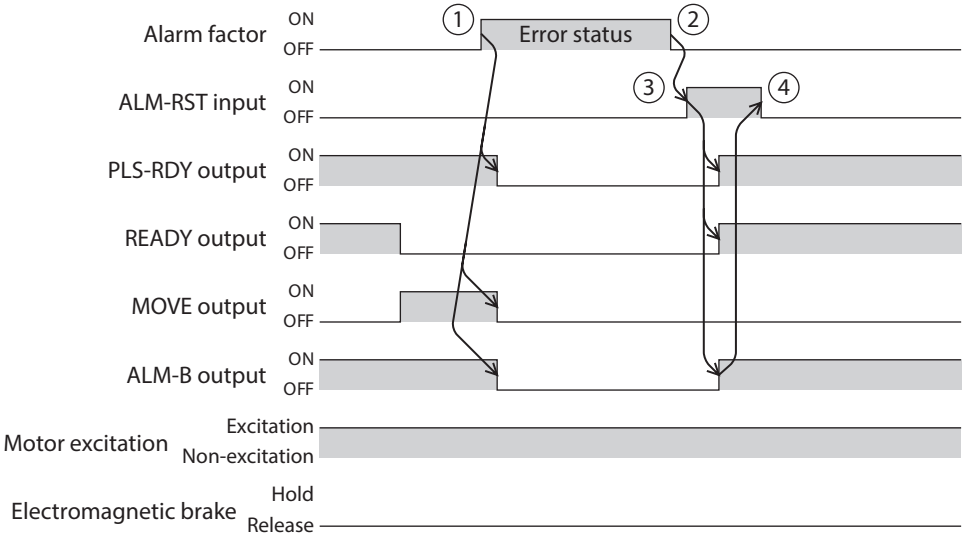 Alarm factor ON OFF ① Error status ②
ALM-RST input ON OFF ③ ④
PLS-RDY output ON OFF
READY output ON OFF
MOVE output ON OFF
ALM-B output ON OFF
Motor excitation Excitation Non-excitation
Electromagnetic brake Hold Release